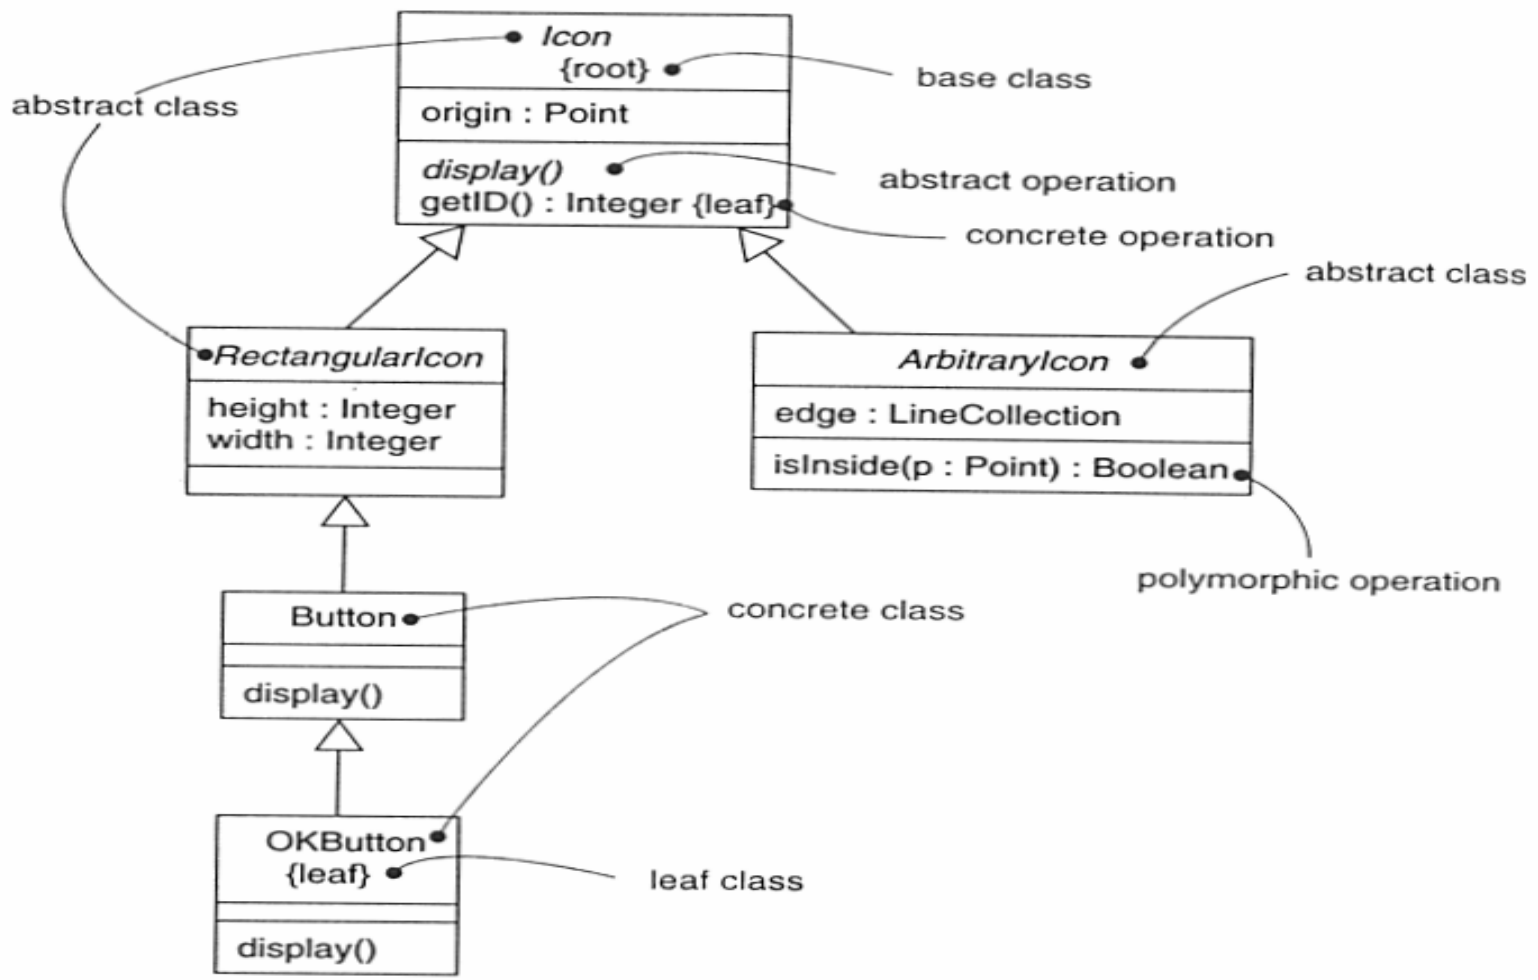 Icon
{root}
base class
abstract class
origin : Point
display()
abstract operation
getID() : Integer {leaf}
concrete operation
abstract class
RectangularIcon
height : Integer
width : Integer
ArbitraryIcon
edge : LineCollection
isInside(p : Point) : Boolean
polymorphic operation
Button
concrete class
display()
OKButton
{leaf}
leaf class
display()